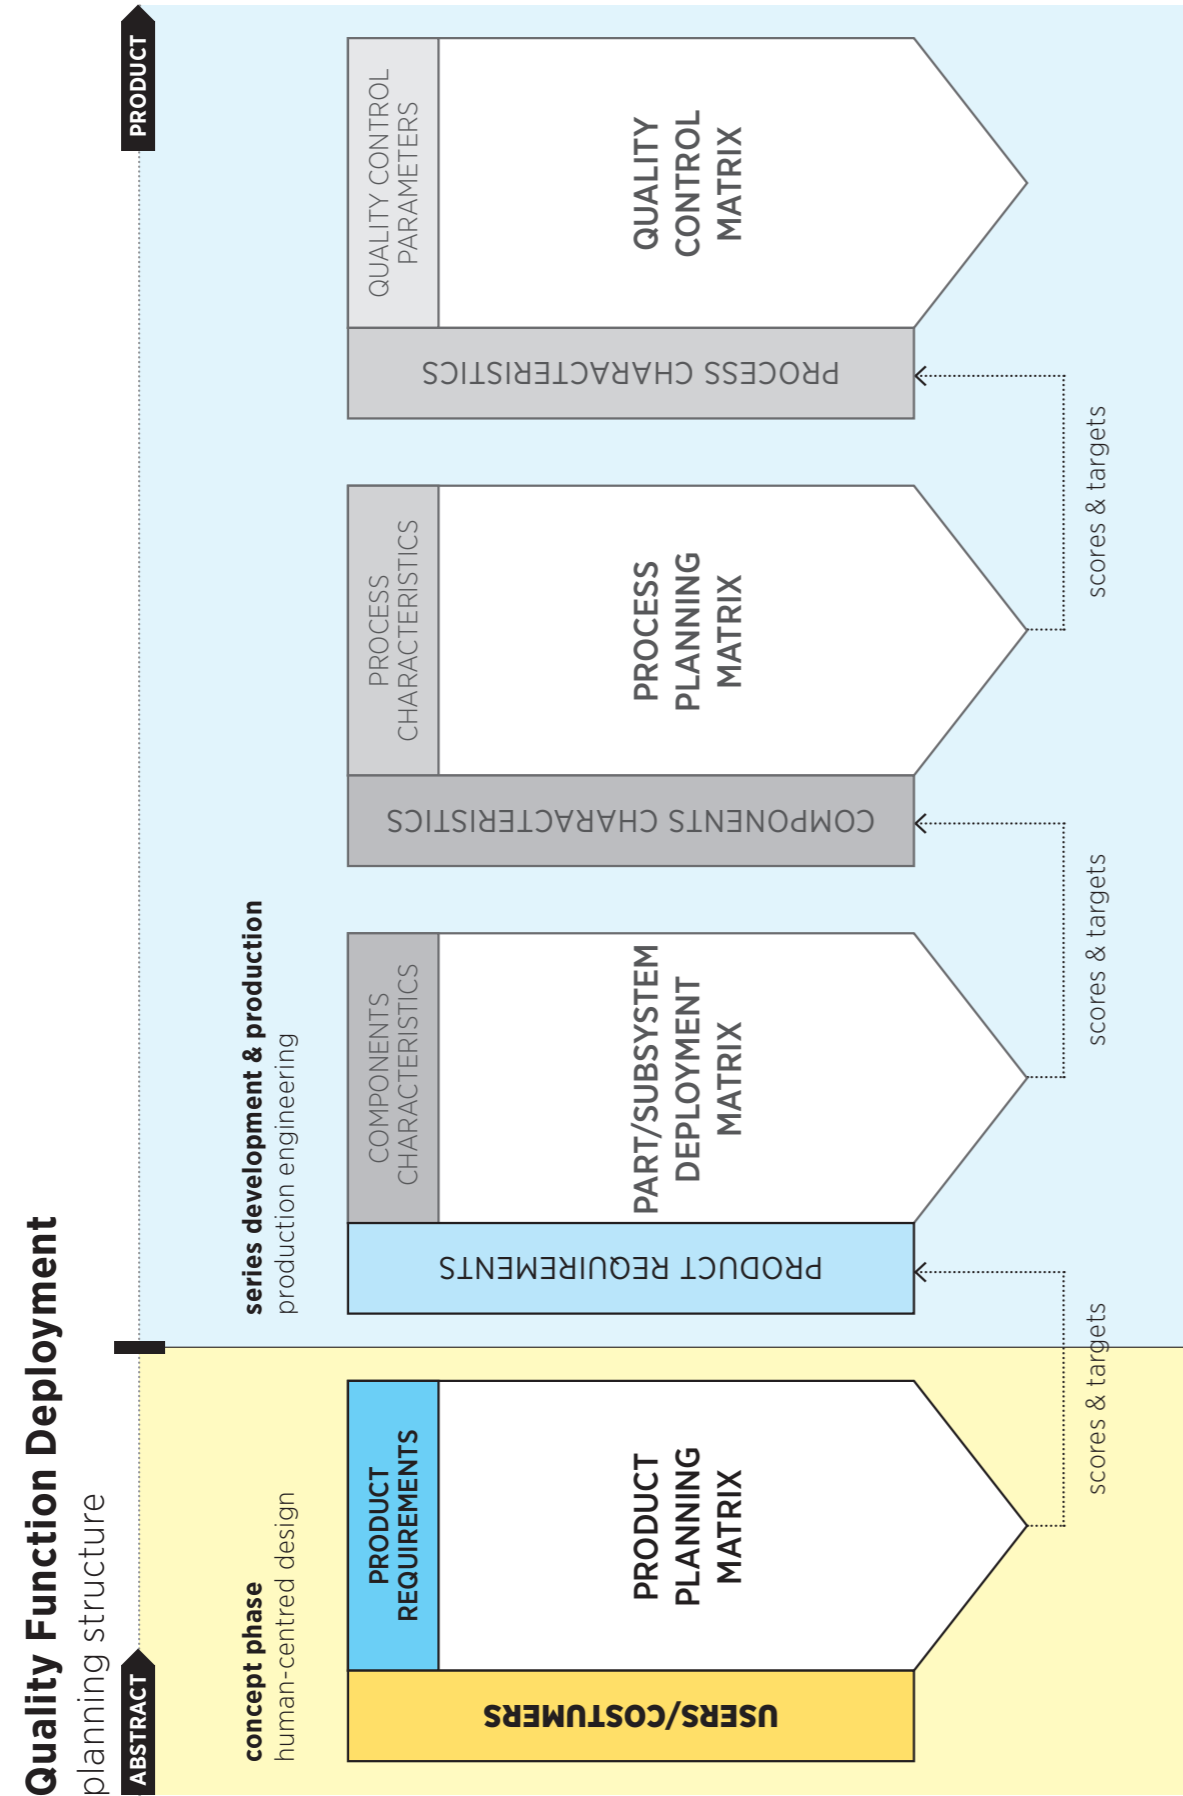 Quality Function Deployment
planning structure
ABSTRACT
PRODUCT
concept phase
human-centred design
series development & production
production engineering
USERS/COSTUMERS
PRODUCT
REQUIREMENTS
PRODUCT
PLANNING
MATRIX
scores & targets
PRODUCT REQUIREMENTS
COMPONENTS
CHARACTERISTICS
PART/SUBSYSTEM
DEPLOYMENT
MATRIX
scores & targets
COMPONENTS CHARACTERISTICS
PROCESS
CHARACTERISTICS
PROCESS
PLANNING
MATRIX
scores & targets
PROCESS CHARACTERISTICS
QUALITY CONTROL
PARAMETERS
QUALITY
CONTROL
MATRIX